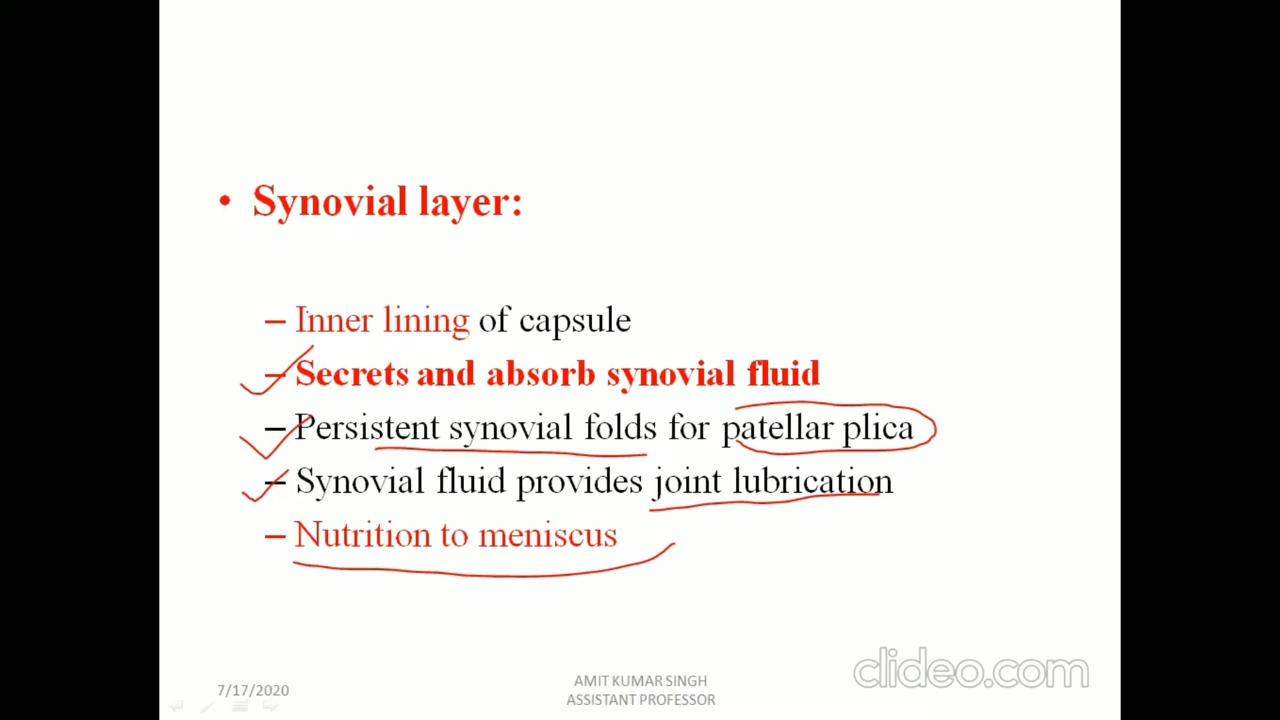 • Synovial layer:
– Inner lining of capsule
– Secrets and absorb synovial fluid
– Persistent synovial folds for patellar plica
– Synovial fluid provides joint lubrication
– Nutrition to meniscus
7/17/2020
AMIT KUMAR SINGH
ASSISTANT PROFESSOR
clideo.com